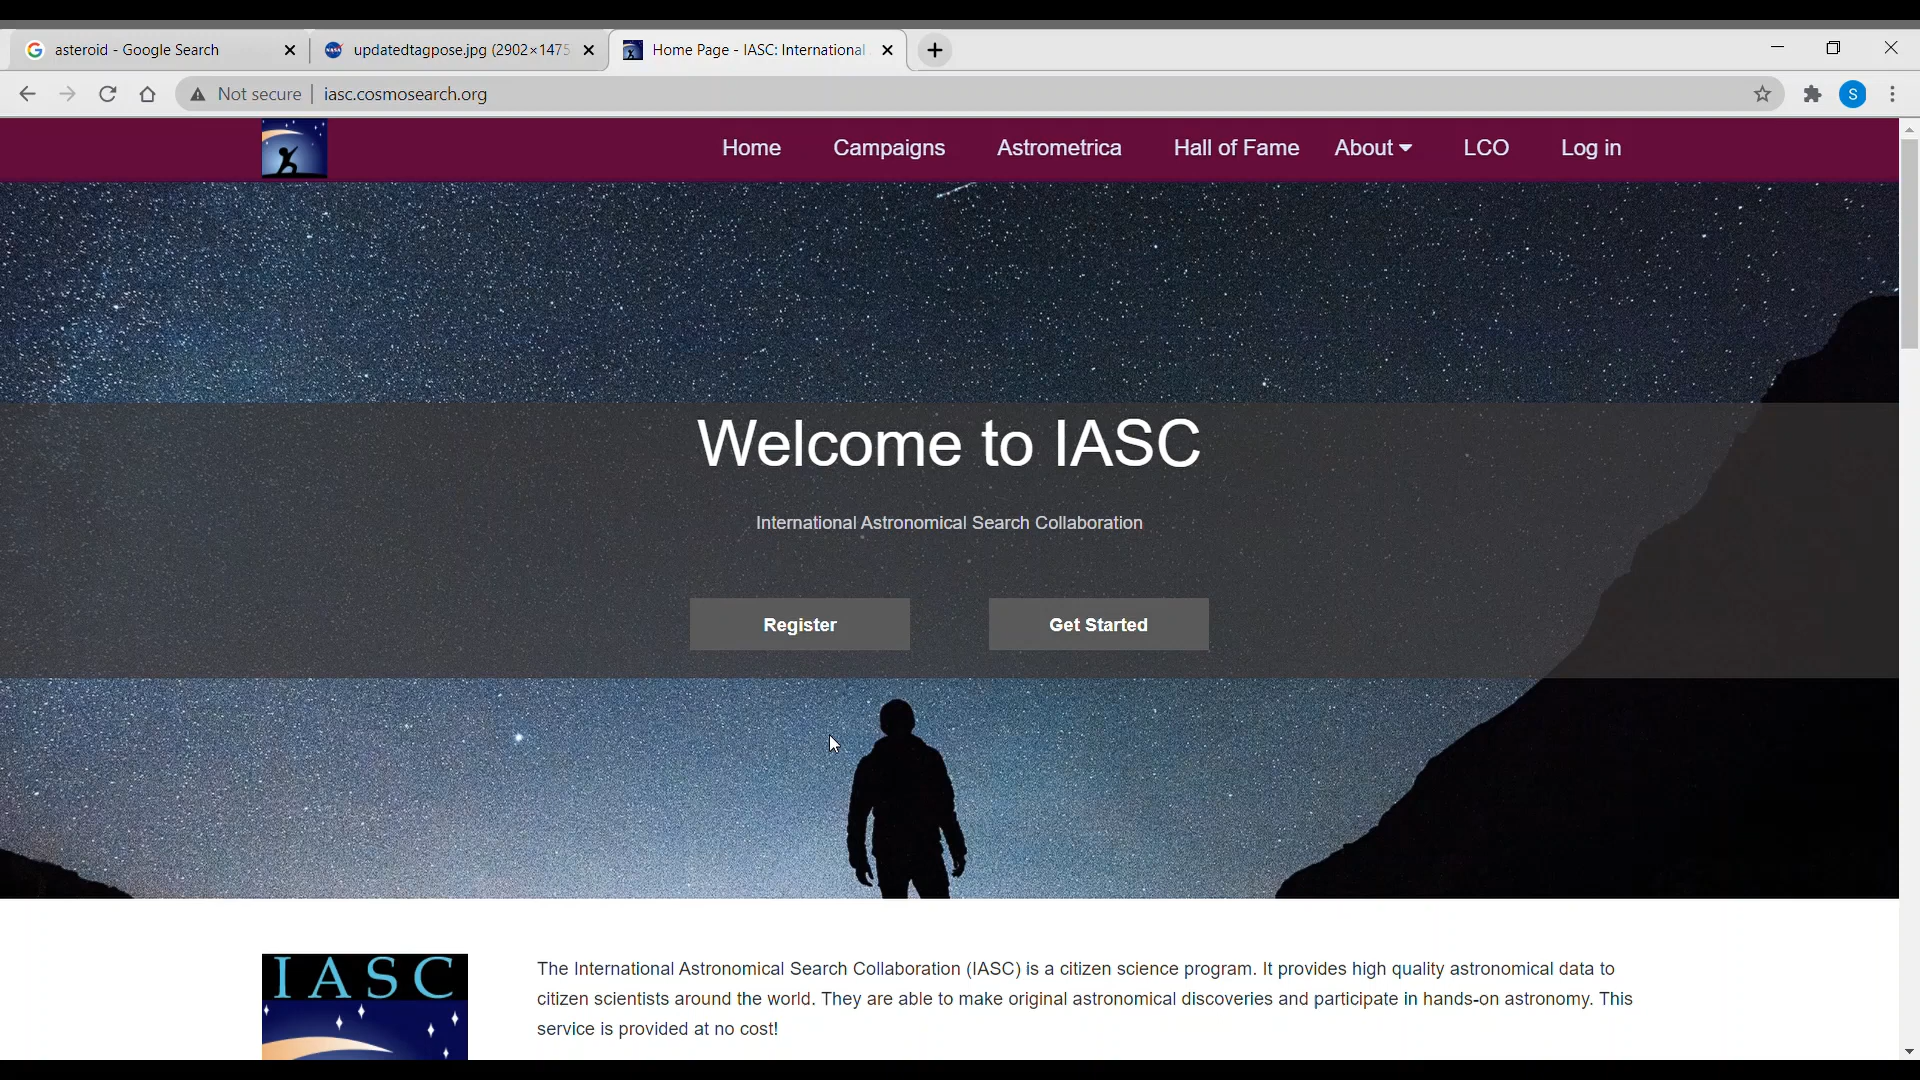 asteroid - Google Search
updatedtagpose.jpg (2902×1475
Home Page - IASC: International
Not secure
iasc.cosmosearch.org
S
Home
Campaigns
Astrometrica
Hall of Fame
About
LCO
Log in
Welcome to IASC
International Astronomical Search Collaboration
Register
Get Started
IASC
The International Astronomical Search Collaboration (IASC) is a citizen science program. It provides high quality astronomical data to
citizen scientists around the world. They are able to make original astronomical discoveries and participate in hands-on astronomy. This
service is provided at no cost!